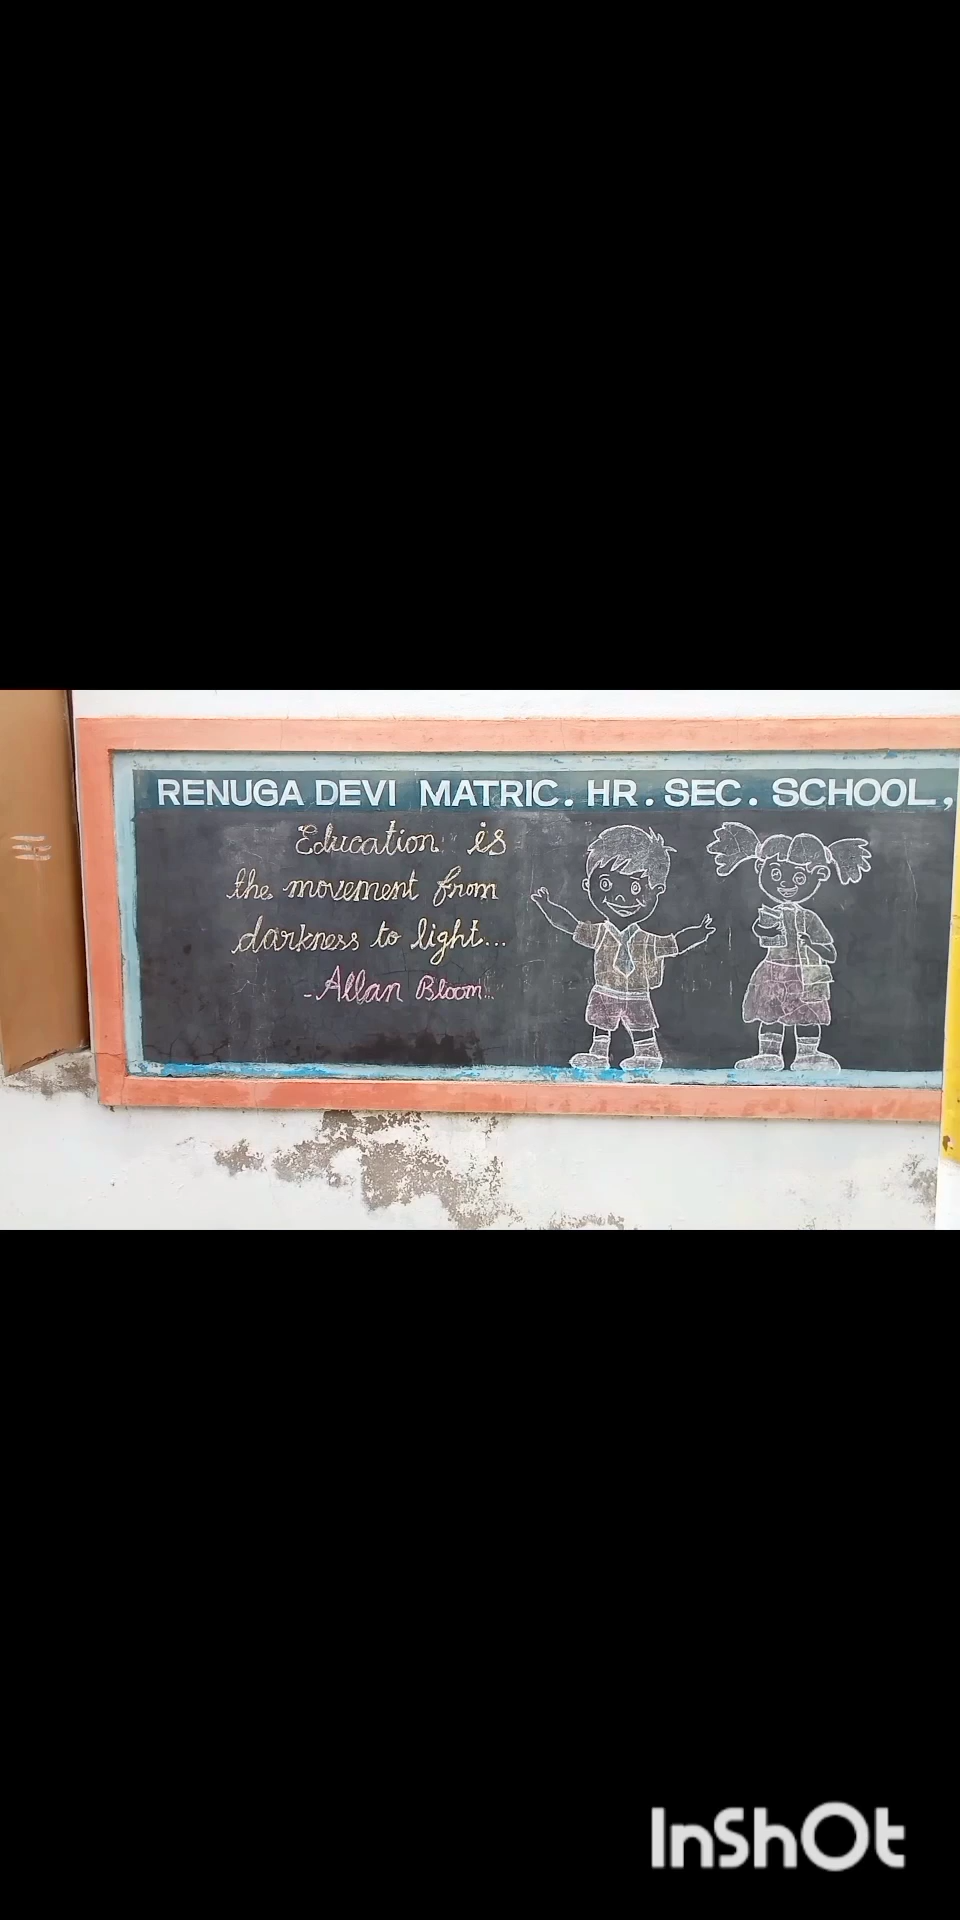 RENUGA DEVI MATRIC. HR. SEC. SCHOOL,
Education is
the movement from
darkness to light...
- Allan Bloom...
InShOt